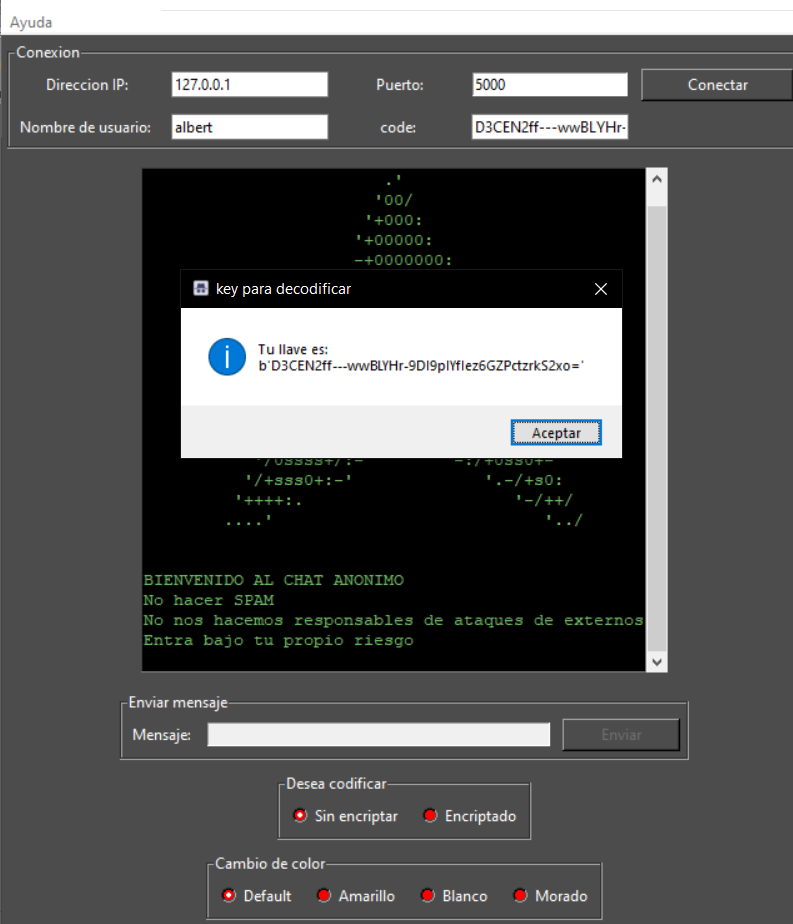 Ayuda
Conexion
Direccion IP: 127.0.0.1 Puerto: 5000 Conectar
Nombre de usuario: albert code: D3CEN2ff---wwBLYHr-
.'
'00/
'+000:
'+00000:
-+0000000:
key para decodificar
Tu llave es:
b'D3CEN2ff---wwBLYHr-9DI9pIYfIez6GZPctzrkS2xo='
Aceptar
'/+sss0+:-' '.-/+s0:
'++++:. '-/++/
....' '../
BIENVENIDO AL CHAT ANONIMO
No hacer SPAM
No nos hacemos responsables de ataques de externos
Entra bajo tu propio riesgo
Enviar mensaje
Mensaje: Enviar
Desea codificar
Sin encriptar Encriptado
Cambio de color
Default Amarillo Blanco Morado